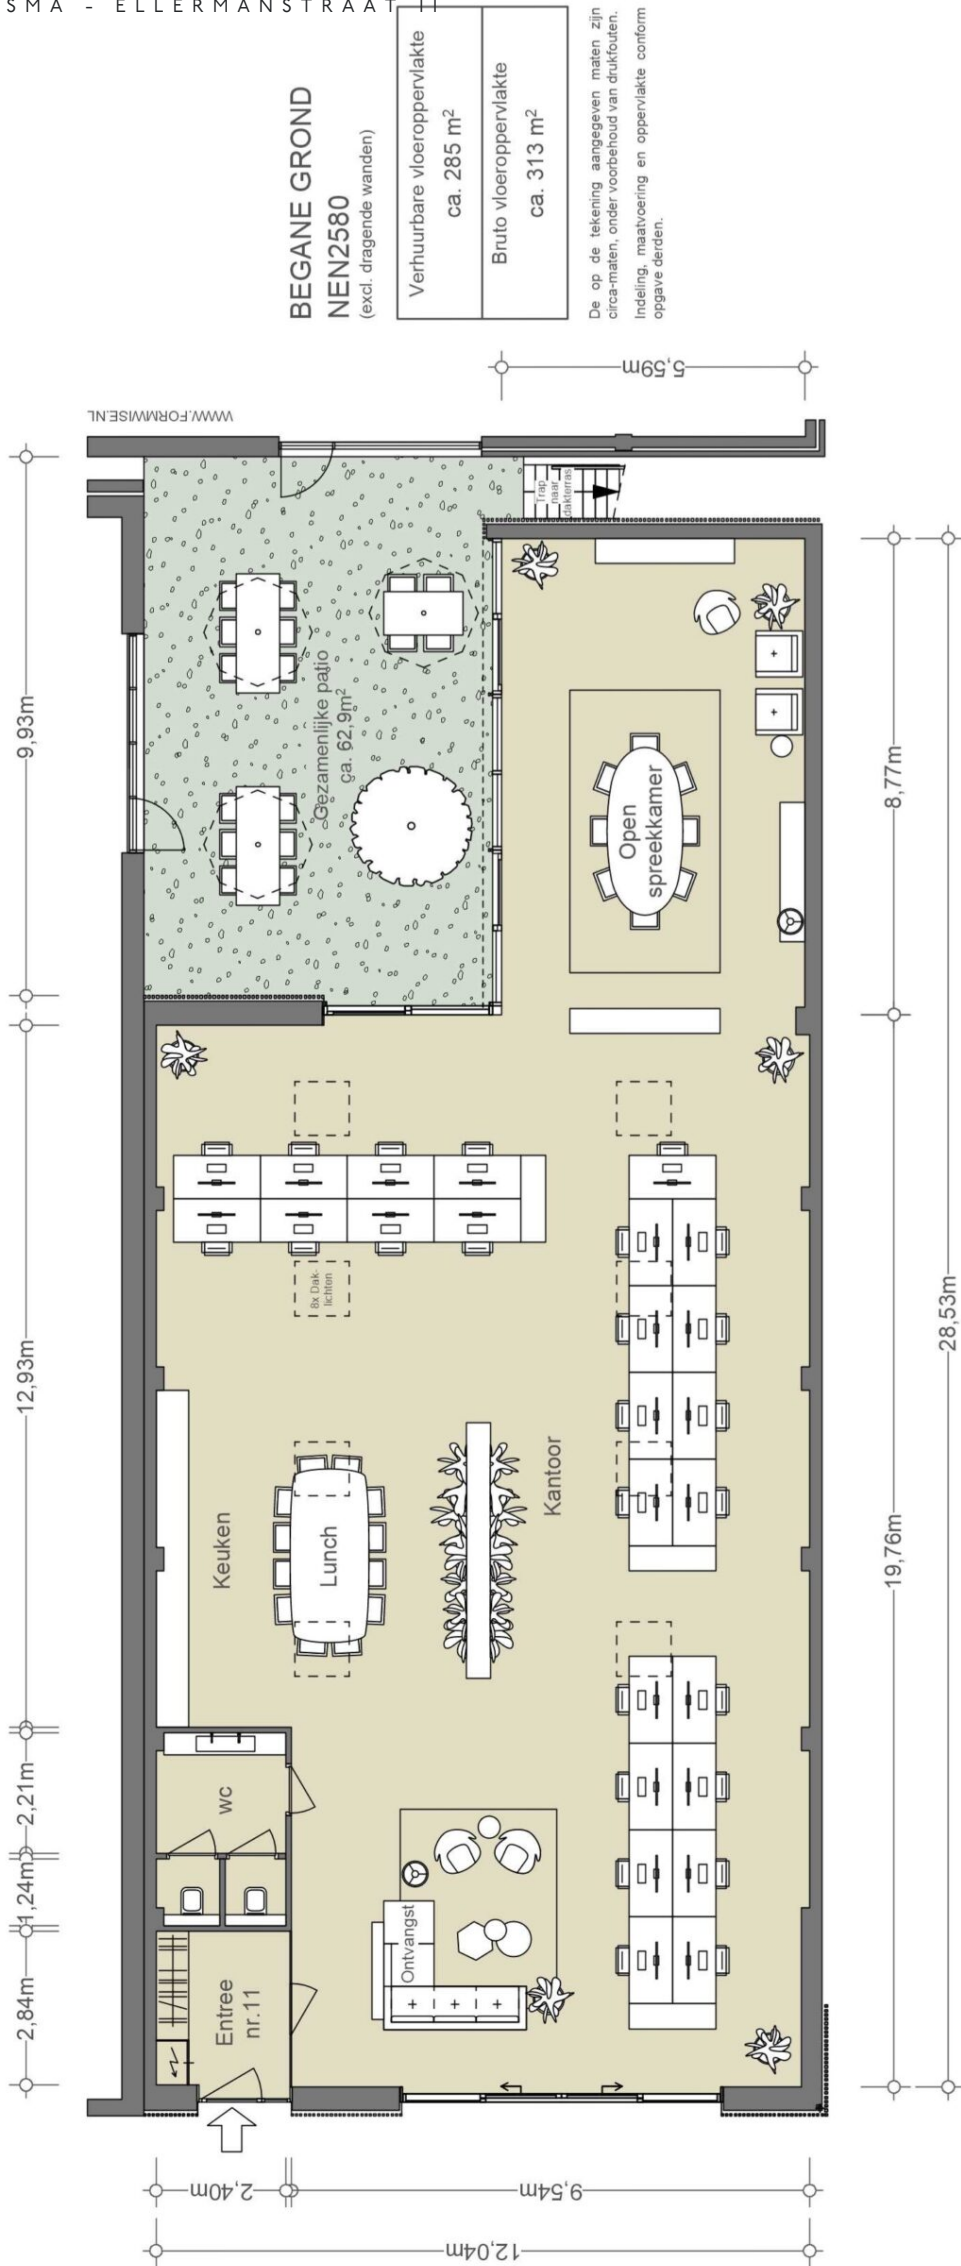 SMA - ELLERMANSTRAAT 11
BEGANE GROND
NEN2580
(excl. dragende wanden)
Verhuurbare vloeroppervlakte
ca. 285 m²
Bruto vloeroppervlakte
ca. 313 m²
De op de tekening aangegeven maten zijn
circa-maten, onder voorbehoud van drukfouten.
Indeling, maatvoering en oppervlakte conform
opgave derden.
WWW.FORMWISE.NL
5,59m
9,93m
12,93m
2,21m
1,24m
2,84m
Gezamenlijke patio
ca. 62,9m²
Trap
naar
dakterras
Open
spreekkamer
8x Dak-
lichten
Keuken
Lunch
Kantoor
wc
Ontvangst
Entree
nr.11
8,77m
19,76m
28,53m
2,40m
9,54m
12,04m